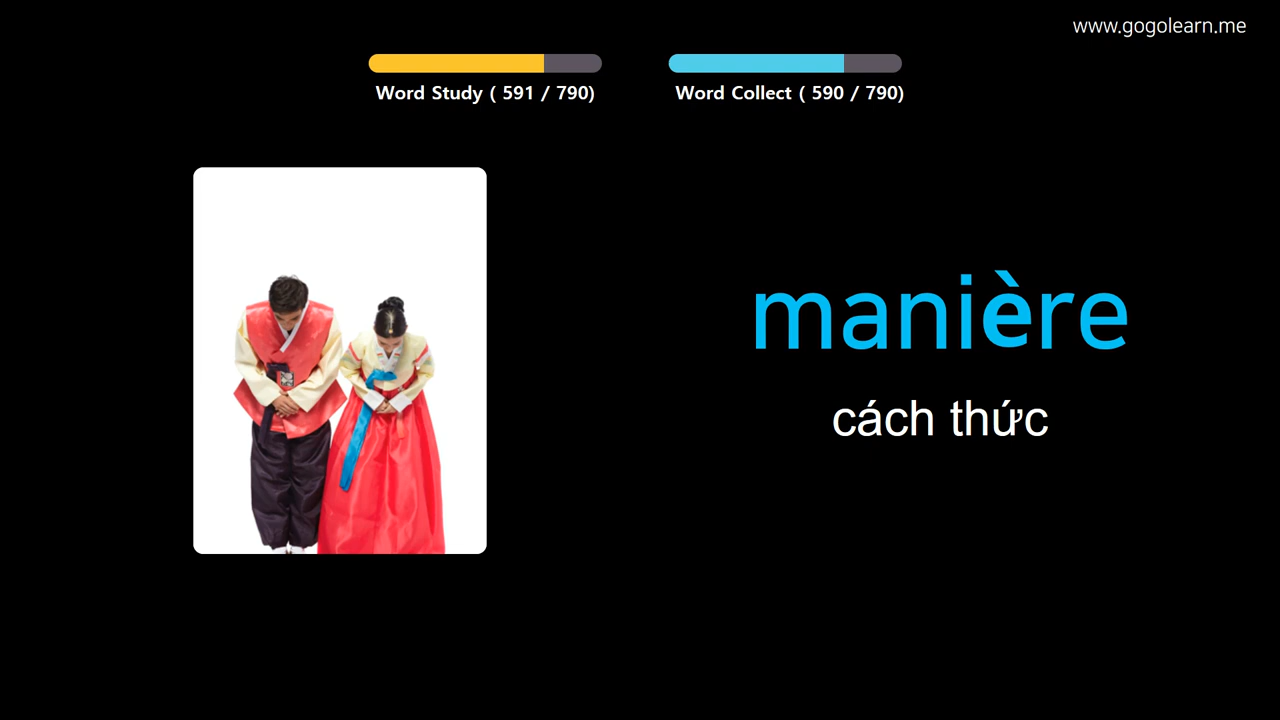 www.gogolearn.me
Word Study ( 591 / 790)
Word Collect ( 590 / 790)
manière
cách thức